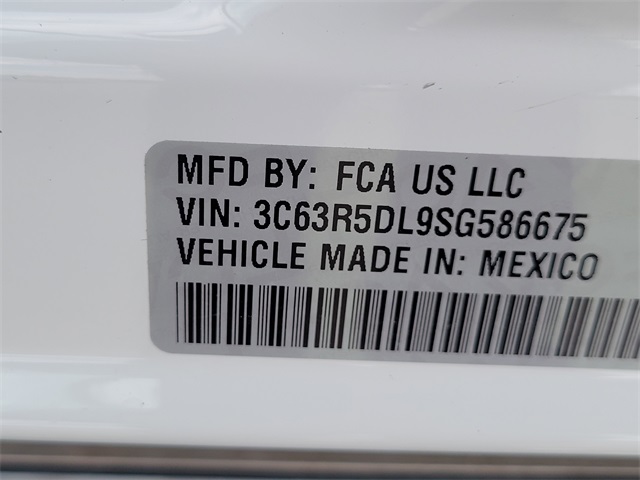 MFD BY: FCA US LLC
VIN: 3C63R5DL9SG586675
VEHICLE MADE IN: MEXICO